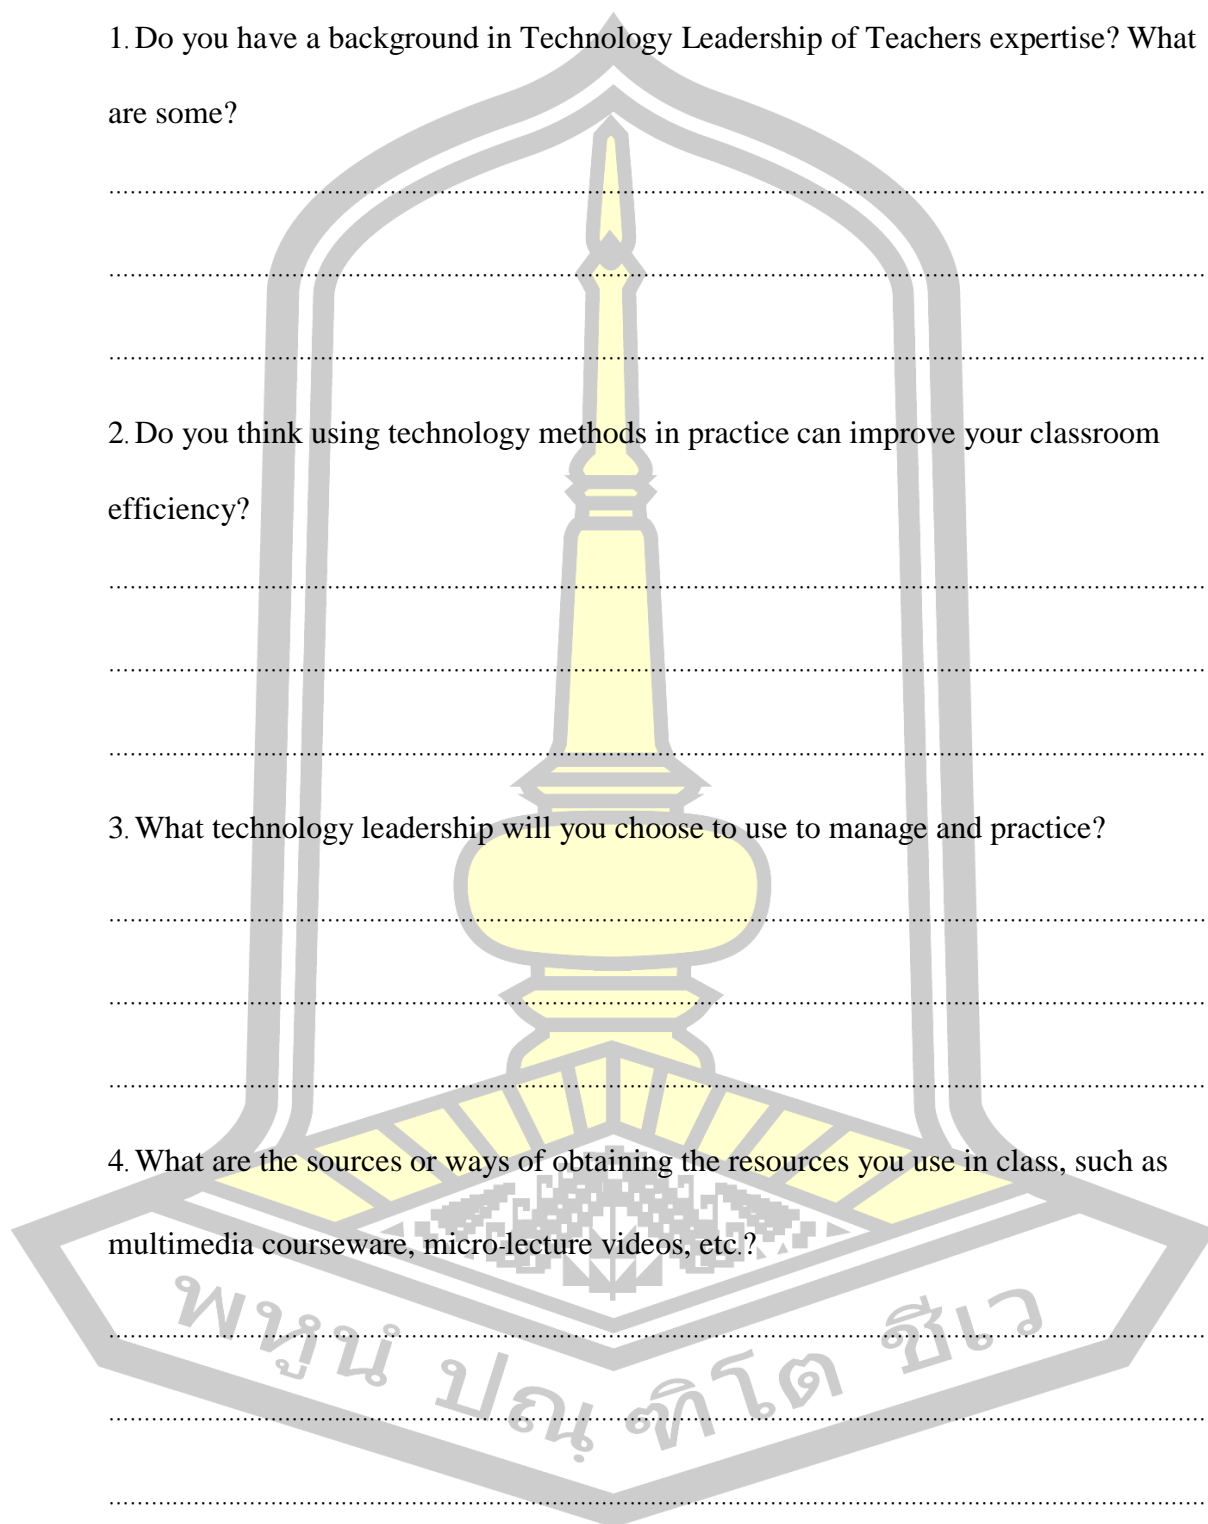 1. Do you have a background in Technology Leadership of Teachers expertise? What
are some?
................................................................................
................................................................................
................................................................................
2. Do you think using technology methods in practice can improve your classroom
efficiency?
................................................................................
................................................................................
................................................................................
3. What technology leadership will you choose to use to manage and practice?
................................................................................
................................................................................
................................................................................
4. What are the sources or ways of obtaining the resources you use in class, such as
multimedia courseware, micro-lecture videos, etc.?
................................................................................
................................................................................
................................................................................
พหูนํ ปณฺฑิโต ชีเว